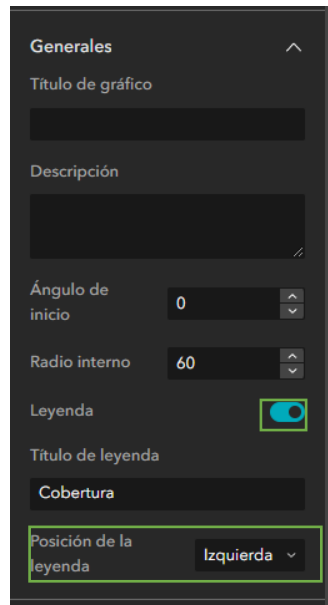 Generales
Título de gráfico
Descripción
Ángulo de
inicio
0
Radio interno
60
Leyenda
Título de leyenda
Cobertura
Posición de la
leyenda
Izquierda